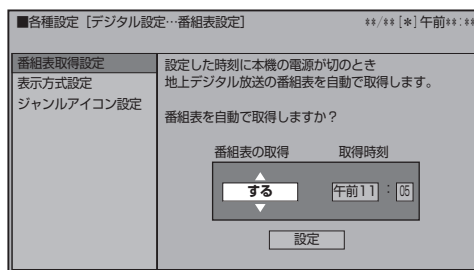 ■各種設定［デジタル設定…番組表設定］ **/**［*］午前**:**
番組表取得設定
表示方式設定
ジャンルアイコン設定
設定した時刻に本機の電源が切のとき
地上デジタル放送の番組表を自動で取得します。
番組表を自動で取得しますか？
番組表の取得 取得時刻
する 午前11 : 05
設定